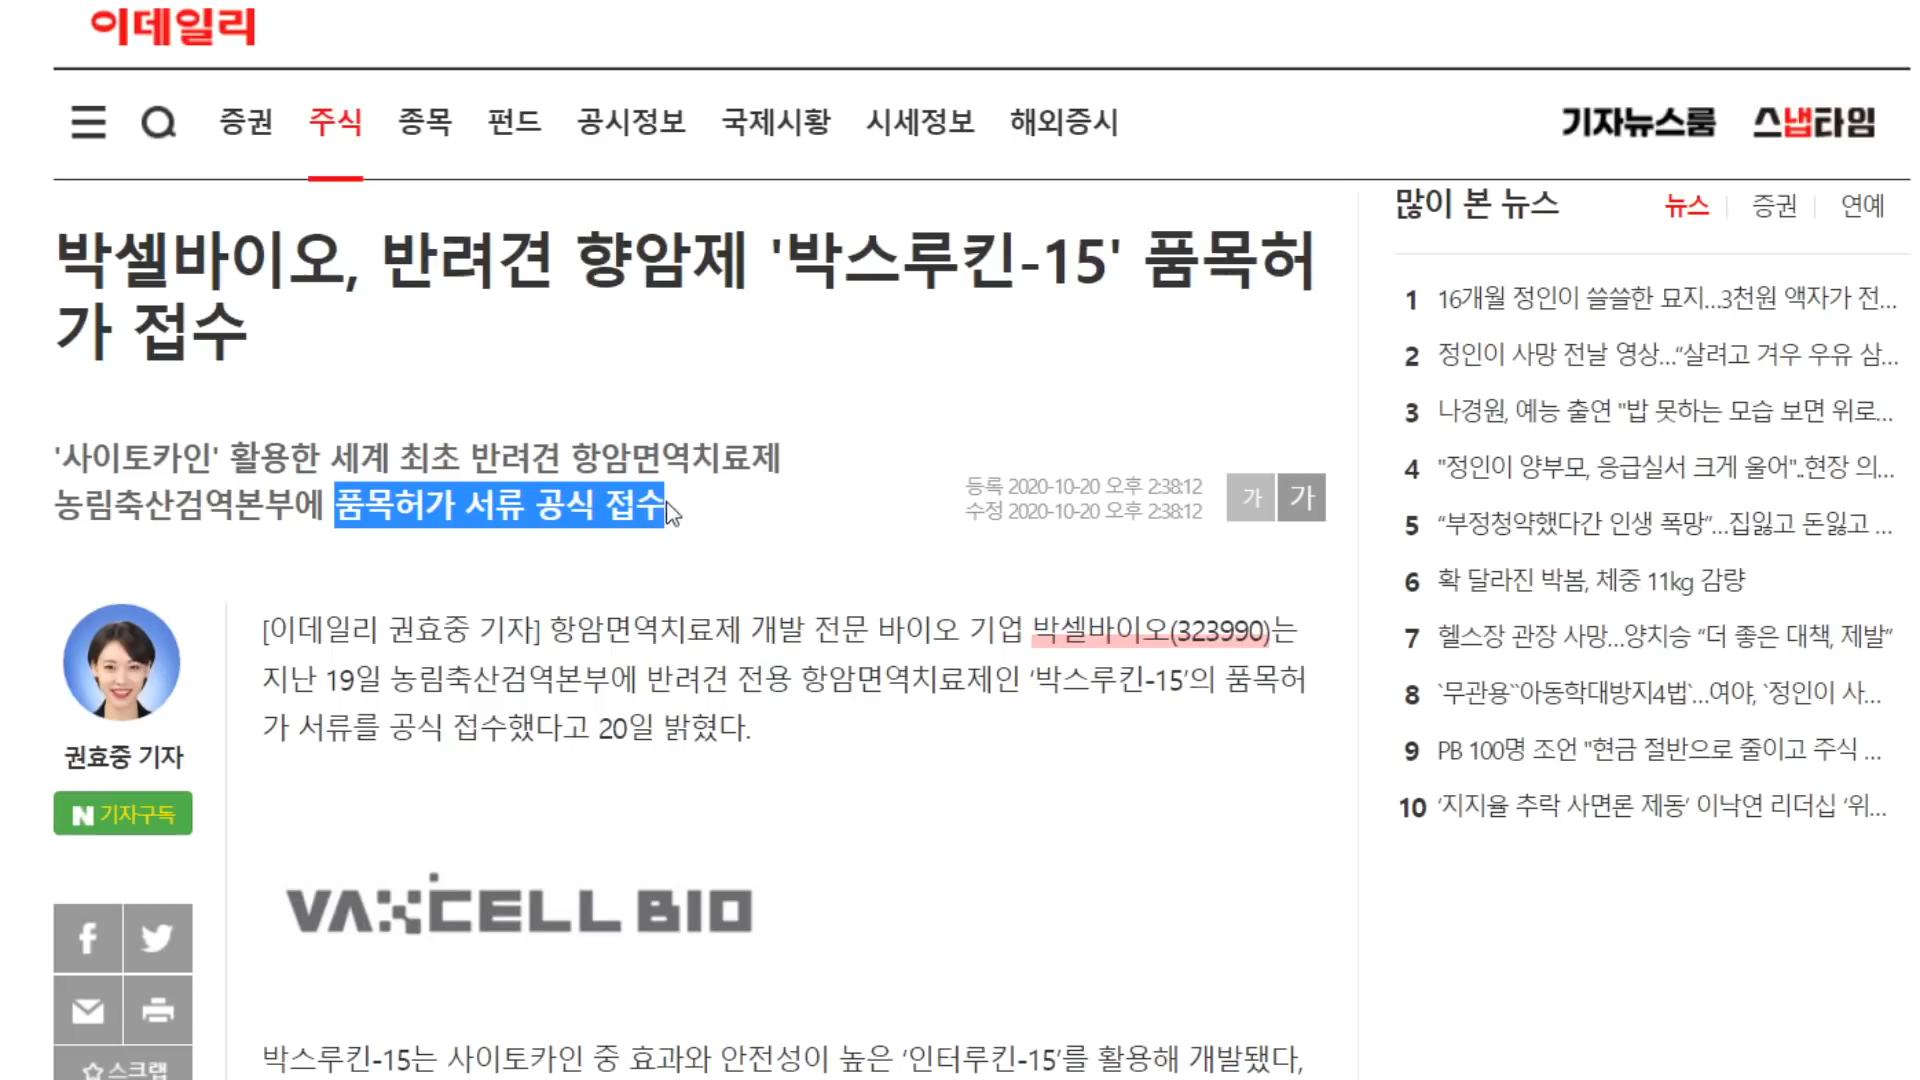 이데일리
증권 주식 종목 펀드 공시정보 국제시황 시세정보 해외증시
기자뉴스룸 스냅타임
박셀바이오, 반려견 향암제 '박스루킨-15' 품목허
가 접수
'사이토카인' 활용한 세계 최초 반려견 항암면역치료제
농림축산검역본부에 품목허가 서류 공식 접수
등록 2020-10-20 오후 2:38:12
수정 2020-10-20 오후 2:38:12
가 가
권효중 기자
N 기자구독
스크랩
[이데일리 권효중 기자] 항암면역치료제 개발 전문 바이오 기업 박셀바이오(323990)는
지난 19일 농림축산검역본부에 반려견 전용 항암면역치료제인 ‘박스루킨-15’의 품목허
가 서류를 공식 접수했다고 20일 밝혔다.
VAXCELL BIO
박스루킨-15는 사이토카인 중 효과와 안전성이 높은 ‘인터루킨-15’를 활용해 개발됐다,
많이 본 뉴스
뉴스 증권 연예
1 16개월 정인이 쓸쓸한 묘지...3천원 액자가 전...
2 정인이 사망 전날 영상...“살려고 겨우 우유 삼...
3 나경원, 예능 출연 "밥 못하는 모습 보면 위로...
4 "정인이 양부모, 응급실서 크게 울어"..현장 의...
5 “부정청약했다간 인생 폭망”...집잃고 돈잃고 ...
6 확 달라진 박봄, 체중 11kg 감량
7 헬스장 관장 사망...양치승 “더 좋은 대책, 제발”
8 `무관용``아동학대방지4법`...여야, `정인이 사...
9 PB 100명 조언 "현금 절반으로 줄이고 주식 ...
10 ‘지지율 추락 사면론 제동’ 이낙연 리더십 ‘위...